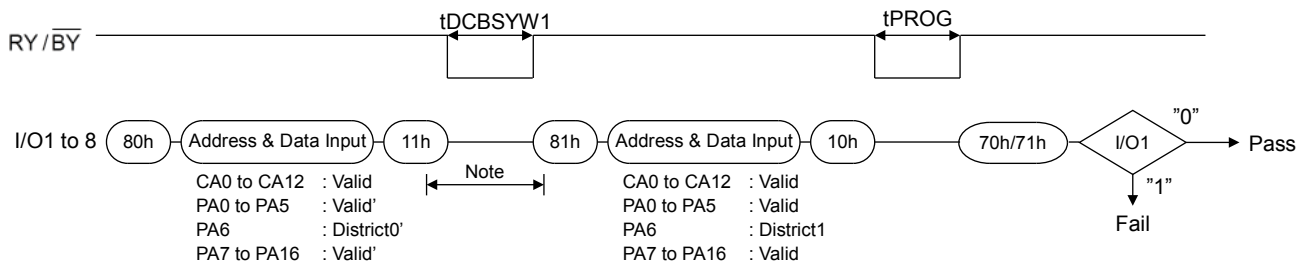 tDCBSYW1
tPROG
RY / BY
I/O1 to 8 80h Address & Data Input 11h 81h Address & Data Input 10h 70h/71h I/O1 "0" Pass
Note
"1"
Fail
CA0 to CA12 : Valid
PA0 to PA5 : Valid'
PA6 : District0'
PA7 to PA16 : Valid'
CA0 to CA12 : Valid
PA0 to PA5 : Valid
PA6 : District1
PA7 to PA16 : Valid